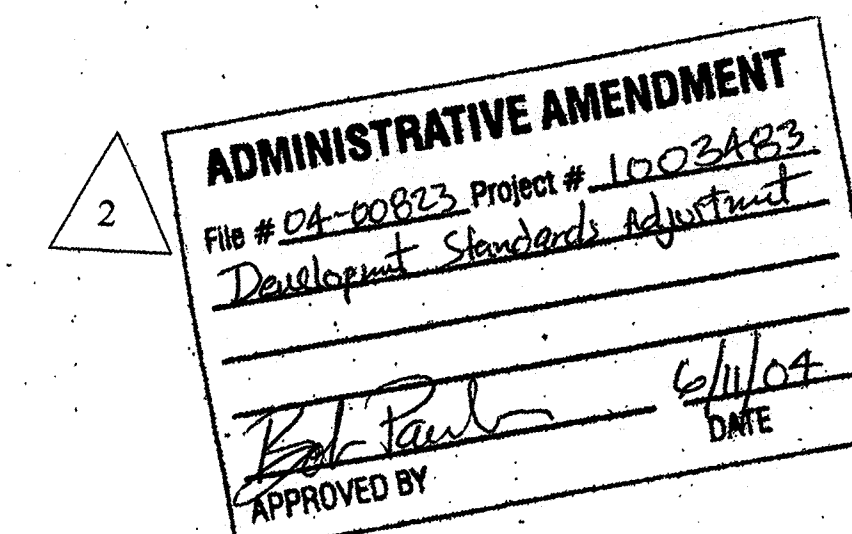 ADMINISTRATIVE AMENDMENT
2
File # 04-00823 Project # 1003483
Development Standards Adjustment
6/11/04
DATE
APPROVED BY